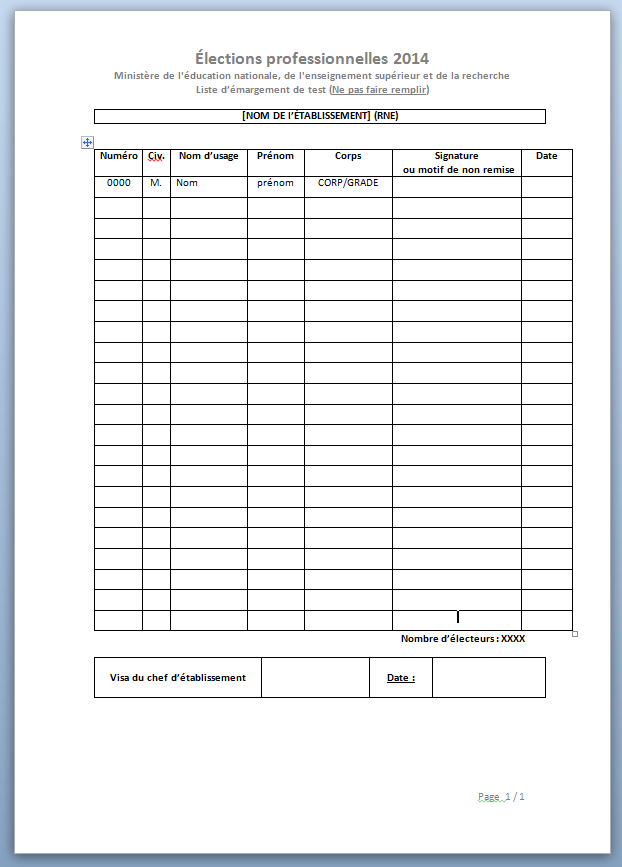 Élections professionnelles 2014
Ministère de l'éducation nationale, de l'enseignement supérieur et de la recherche
Liste d’émargement de test (Ne pas faire remplir)
[NOM DE l’ÉTABLISSEMENT] (RNE)
Numéro Civ. Nom d’usage Prénom Corps Signature ou motif de non remise Date
0000 M. Nom prénom CORP/GRADE
Nombre d’électeurs : XXXX
Visa du chef d’établissement Date :
Page 1 / 1